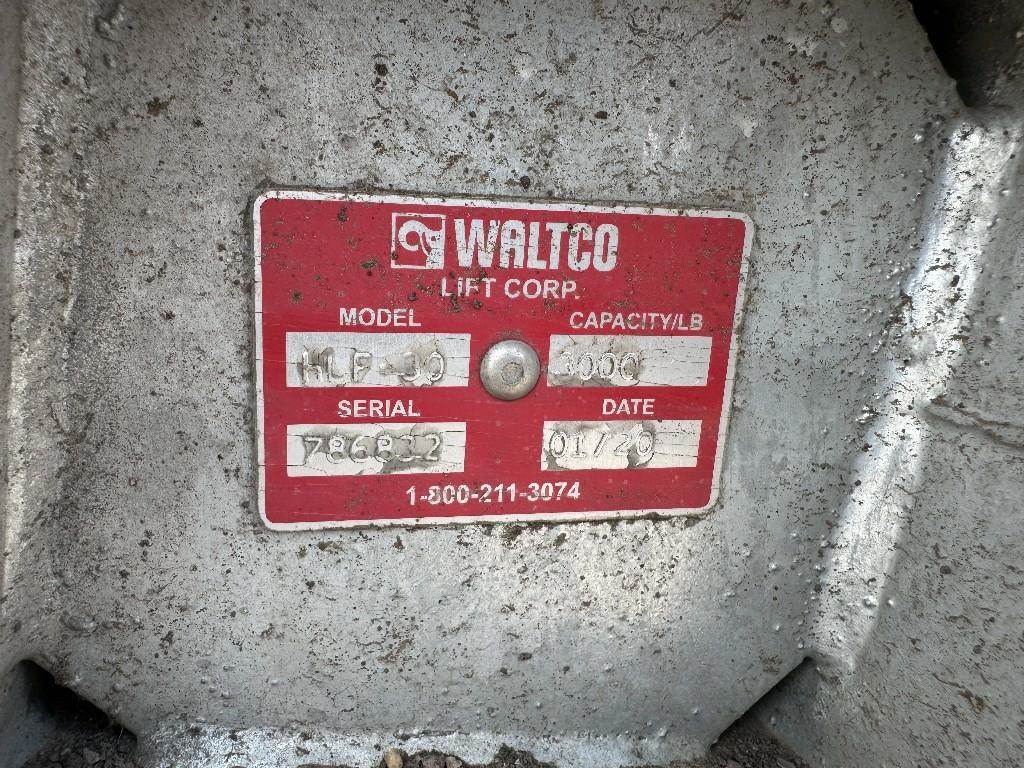 WALTCO
LIFT CORP.
MODEL CAPACITY/LB
HLF-30 3000
SERIAL DATE
786832 01/20
1-800-211-3074